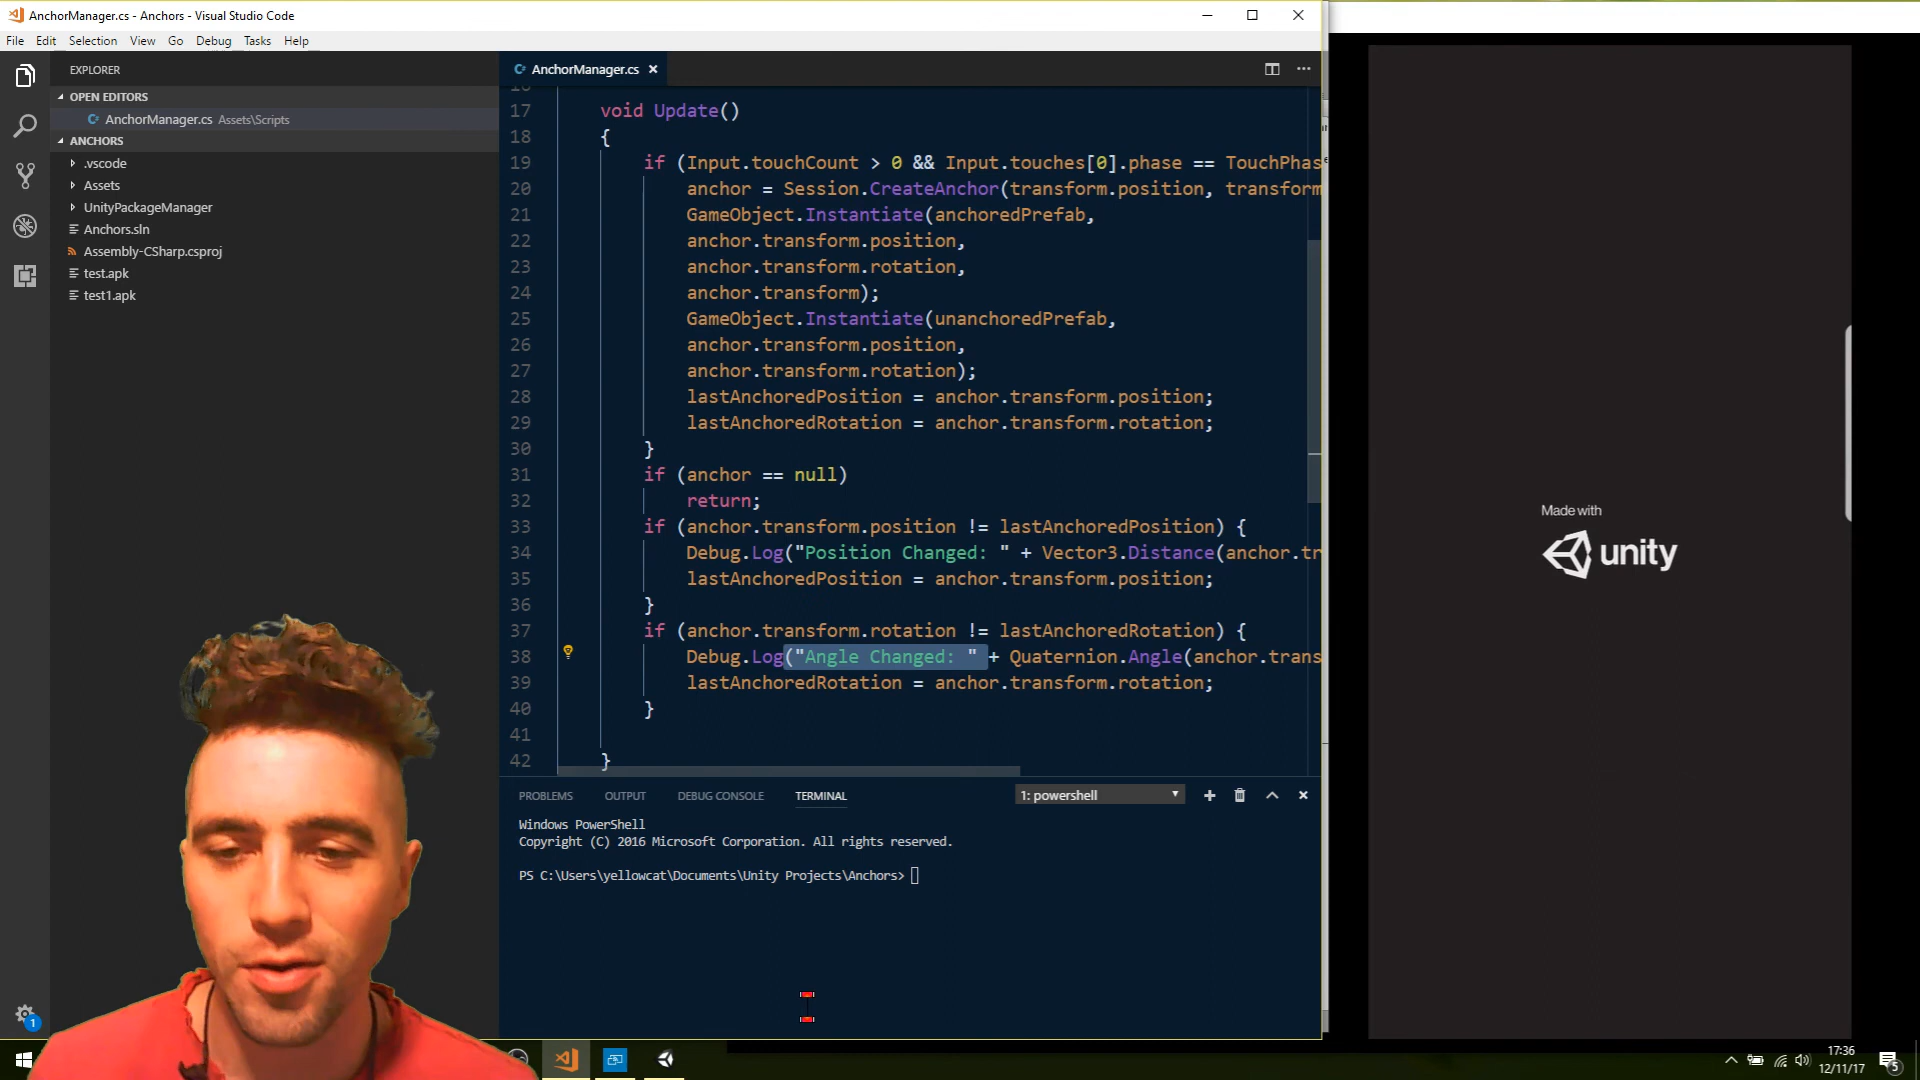 AnchorManager.cs - Anchors - Visual Studio Code
File Edit Selection View Go Debug Tasks Help
EXPLORER
OPEN EDITORS
AnchorManager.cs Assets\Scripts
ANCHORS
.vscode
Assets
UnityPackageManager
Anchors.sln
Assembly-CSharp.csproj
test.apk
test1.apk
1
AnchorManager.cs
17 void Update()
18 {
19 if (Input.touchCount > 0 && Input.touches[0].phase == TouchPhas
20 anchor = Session.CreateAnchor(transform.position, transform
21 GameObject.Instantiate(anchoredPrefab,
22 anchor.transform.position,
23 anchor.transform.rotation,
24 anchor.transform);
25 GameObject.Instantiate(unanchoredPrefab,
26 anchor.transform.position,
27 anchor.transform.rotation);
28 lastAnchoredPosition = anchor.transform.position;
29 lastAnchoredRotation = anchor.transform.rotation;
30 }
31 if (anchor == null)
32 return;
33 if (anchor.transform.position != lastAnchoredPosition) {
34 Debug.Log("Position Changed: " + Vector3.Distance(anchor.tr
35 lastAnchoredPosition = anchor.transform.position;
36 }
37 if (anchor.transform.rotation != lastAnchoredRotation) {
38 Debug.Log("Angle Changed: " + Quaternion.Angle(anchor.trans
39 lastAnchoredRotation = anchor.transform.rotation;
40 }
41
42 }
PROBLEMS OUTPUT DEBUG CONSOLE TERMINAL 1: powershell
Windows PowerShell
Copyright (C) 2016 Microsoft Corporation. All rights reserved.
PS C:\Users\yellowcat\Documents\Unity Projects\Anchors>
Made with
unity
17:36
12/11/17
5